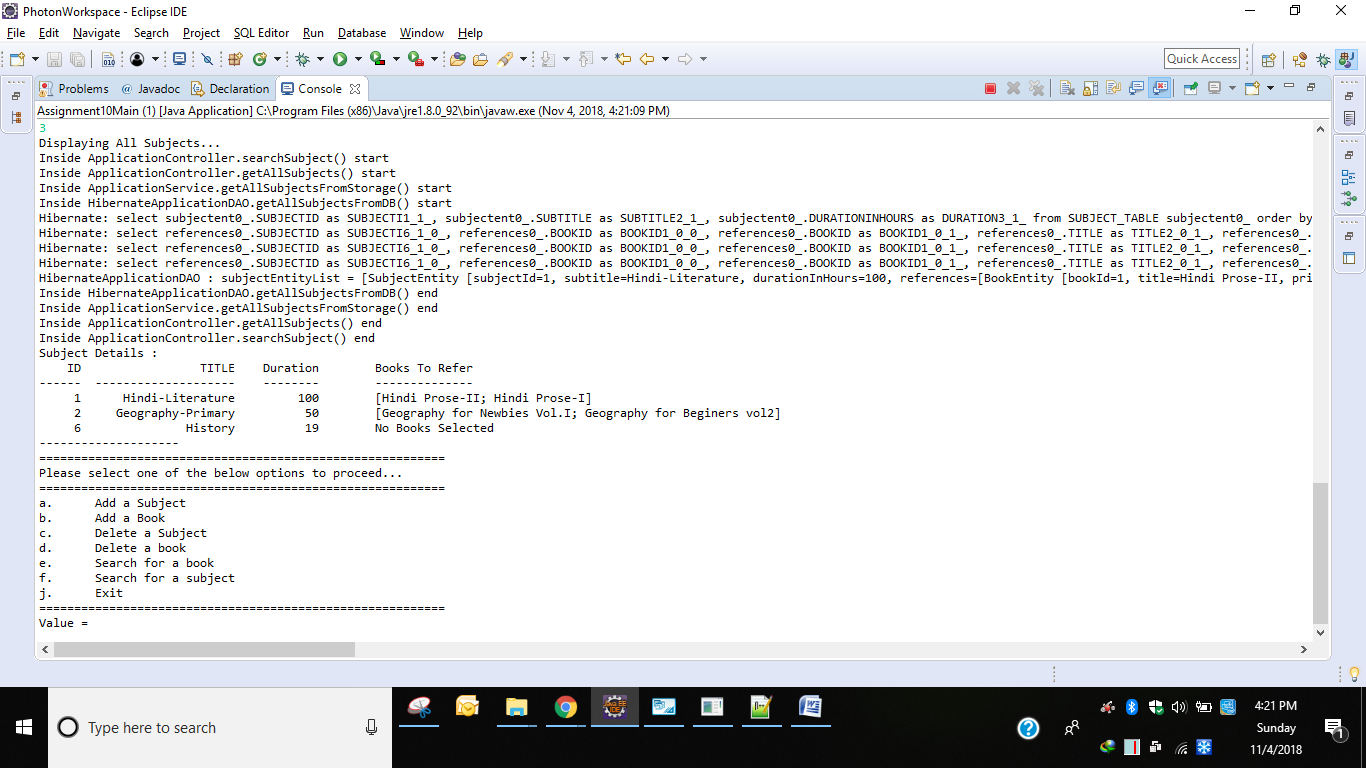 PhotonWorkspace - Eclipse IDE
File Edit Navigate Search Project SQL Editor Run Database Window Help
Quick Access
Problems @ Javadoc Declaration Console
Assignment10Main (1) [Java Application] C:\Program Files (x86)\Java\jre1.8.0_92\bin\javaw.exe (Nov 4, 2018, 4:21:09 PM)
3
Displaying All Subjects...
Inside ApplicationController.searchSubject() start
Inside ApplicationController.getAllSubjects() start
Inside ApplicationService.getAllSubjectsFromStorage() start
Inside HibernateApplicationDAO.getAllSubjectsFromDB() start
Hibernate: select subjectent0_.SUBJECTID as SUBJECTI1_1_, subjectent0_.SUBTITLE as SUBTITLE2_1_, subjectent0_.DURATIONINHOURS as DURATION3_1_ from SUBJECT_TABLE subjectent0_ order by
Hibernate: select references0_.SUBJECTID as SUBJECTI6_1_0_, references0_.BOOKID as BOOKID1_0_0_, references0_.BOOKID as BOOKID1_0_1_, references0_.TITLE as TITLE2_0_1_, references0_.
Hibernate: select references0_.SUBJECTID as SUBJECTI6_1_0_, references0_.BOOKID as BOOKID1_0_0_, references0_.BOOKID as BOOKID1_0_1_, references0_.TITLE as TITLE2_0_1_, references0_.
Hibernate: select references0_.SUBJECTID as SUBJECTI6_1_0_, references0_.BOOKID as BOOKID1_0_0_, references0_.BOOKID as BOOKID1_0_1_, references0_.TITLE as TITLE2_0_1_, references0_.
HibernateApplicationDAO : subjectEntityList = [SubjectEntity [subjectId=1, subtitle=Hindi-Literature, durationInHours=100, references=[BookEntity [bookId=1, title=Hindi Prose-II, pri
Inside HibernateApplicationDAO.getAllSubjectsFromDB() end
Inside ApplicationService.getAllSubjectsFromStorage() end
Inside ApplicationController.getAllSubjects() end
Inside ApplicationController.searchSubject() end
Subject Details :
ID TITLE Duration Books To Refer
------ -------------------- -------- --------------
1 Hindi-Literature 100 [Hindi Prose-II; Hindi Prose-I]
2 Geography-Primary 50 [Geography for Newbies Vol.I; Geography for Beginers vol2]
6 History 19 No Books Selected
--------------------
==========================================================
Please select one of the below options to proceed...
==========================================================
a. Add a Subject
b. Add a Book
c. Delete a Subject
d. Delete a book
e. Search for a book
f. Search for a subject
j. Exit
==========================================================
Value =
Type here to search
4:21 PM
Sunday
11/4/2018
1